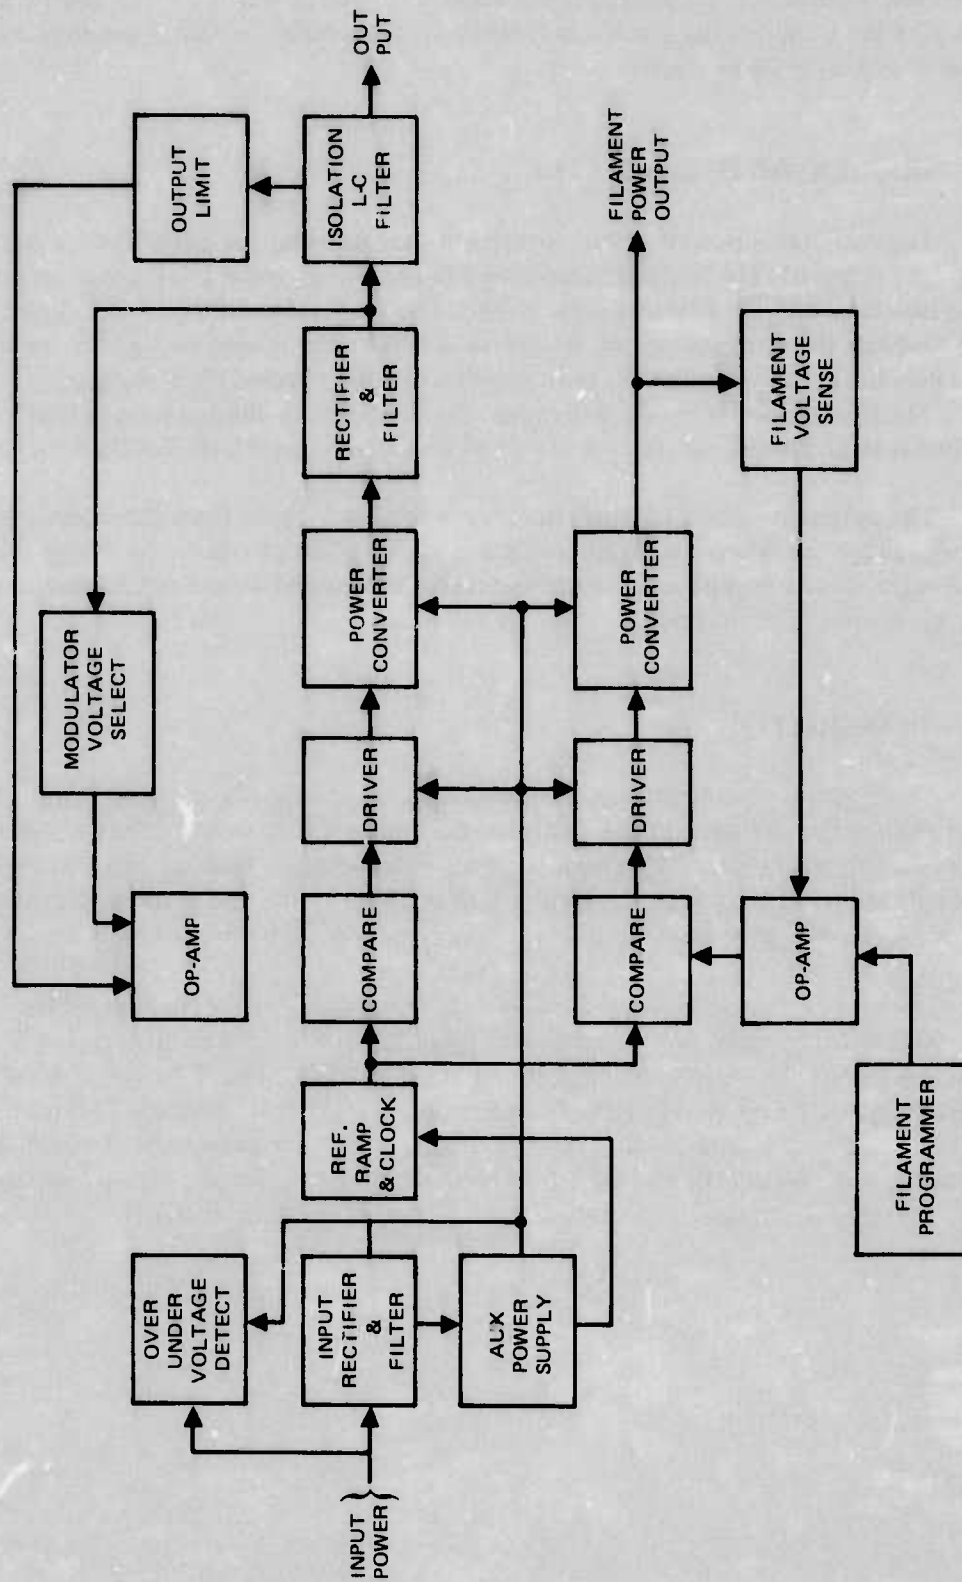 INPUT
POWER
OVER
UNDER
VOLTAGE
DETECT
INPUT
RECTIFIER
&
FILTER
AUX
POWER
SUPPLY
REF.
RAMP
& CLOCK
FILAMENT
PROGRAMMER
OP-AMP
COMPARE
COMPARE
OP-AMP
DRIVER
DRIVER
MODULATOR
VOLTAGE
SELECT
POWER
CONVERTER
POWER
CONVERTER
RECTIFIER
&
FILTER
FILAMENT
VOLTAGE
SENSE
OUTPUT
LIMIT
ISOLATION
L-C
FILTER
OUT
PUT
FILAMENT
POWER
OUTPUT